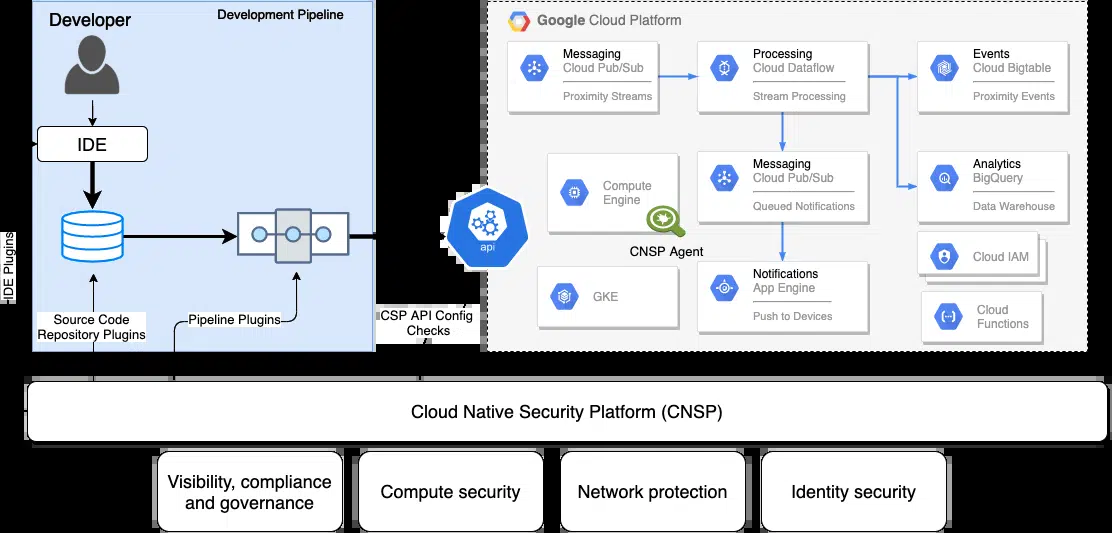 Developer
Development Pipeline
IDE
IDE Plugins
Source Code
Repository Plugins
Pipeline Plugins
CSP API Config
Checks
api
Google Cloud Platform
Messaging
Cloud Pub/Sub
Proximity Streams
Processing
Cloud Dataflow
Stream Processing
Events
Cloud Bigtable
Proximity Events
Compute
Engine
CNSP Agent
Messaging
Cloud Pub/Sub
Queued Notifications
Analytics
BigQuery
Data Warehouse
GKE
Notifications
App Engine
Push to Devices
Cloud IAM
Cloud
Functions
Cloud Native Security Platform (CNSP)
Visibility, compliance
and governance
Compute security
Network protection
Identity security